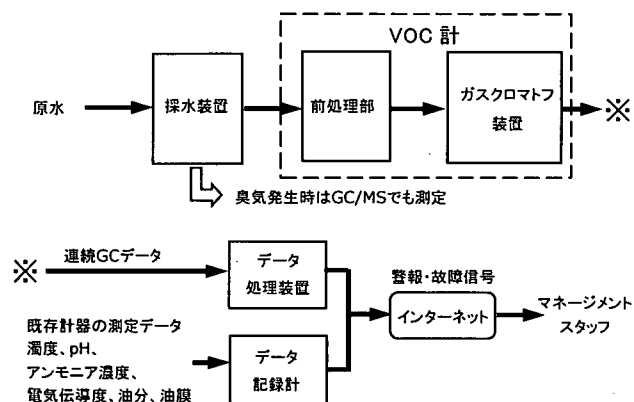 VOC 計
原水
採水装置
前処理部
ガスクロマトフ
装置
※
臭気発生時はGC/MSでも測定
※
連続GCデータ
データ
処理装置
警報・故障信号
インターネット
マネージメント
スタッフ
既存計器の測定データ
濁度、pH、
アンモニア濃度、
電気伝導度、油分、油膜
データ
記録計